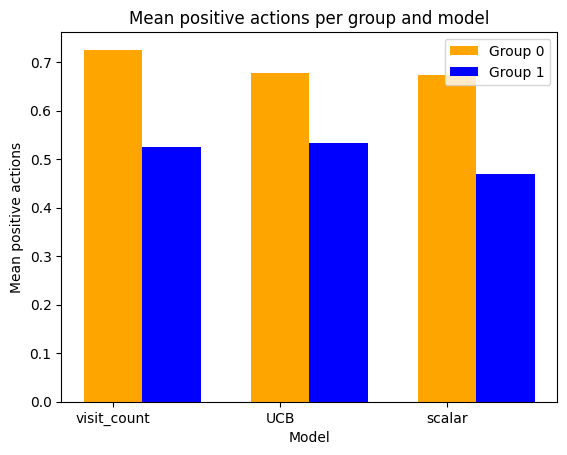 Mean positive actions per group and model
Group 0
Group 1
Mean positive actions
0.7
0.6
0.5
0.4
0.3
0.2
0.1
0.0
visit_count UCB scalar
Model